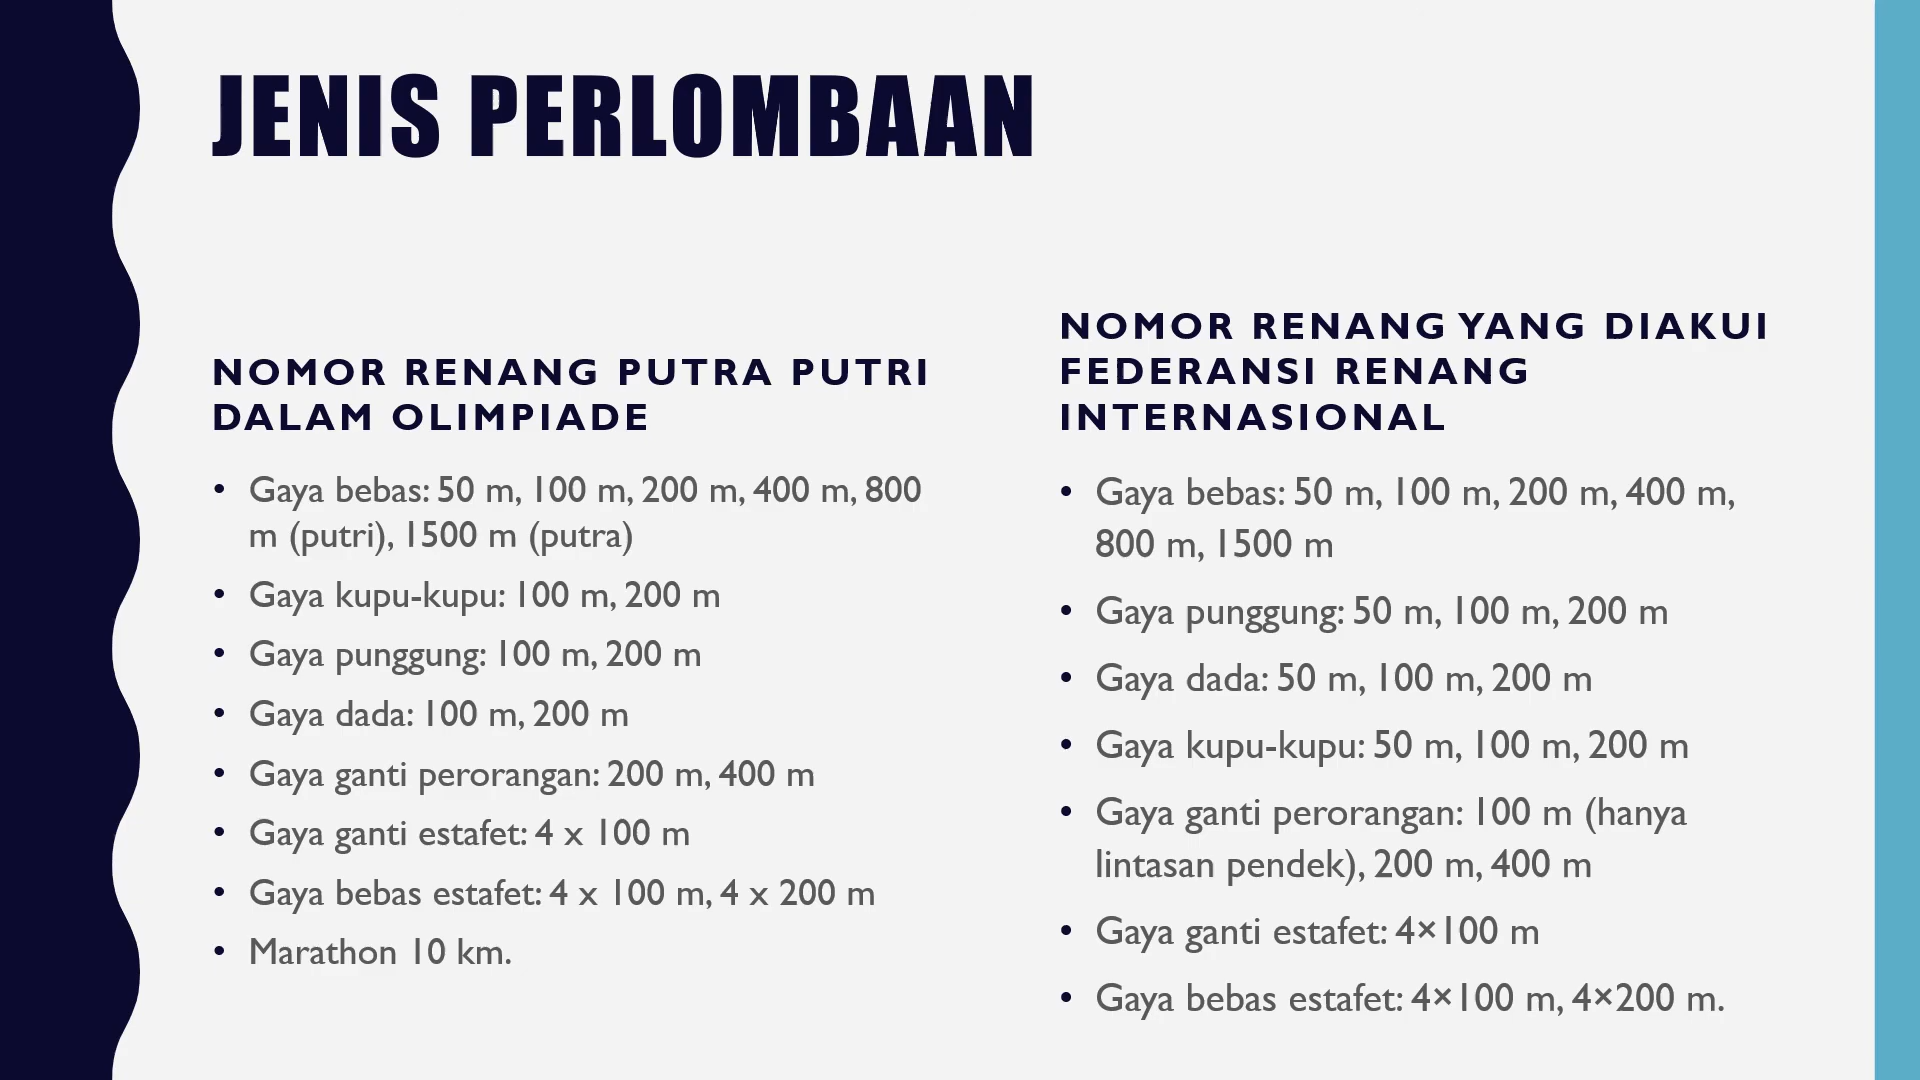 JENIS PERLOMBAAN
NOMOR RENANG PUTRA PUTRI
DALAM OLIMPIADE
• Gaya bebas: 50 m, 100 m, 200 m, 400 m, 800
m (putri), 1500 m (putra)
• Gaya kupu-kupu: 100 m, 200 m
• Gaya punggung: 100 m, 200 m
• Gaya dada: 100 m, 200 m
• Gaya ganti perorangan: 200 m, 400 m
• Gaya ganti estafet: 4 x 100 m
• Gaya bebas estafet: 4 x 100 m, 4 x 200 m
• Marathon 10 km.
NOMOR RENANG YANG DIAKUI
FEDERANSI RENANG
INTERNASIONAL
• Gaya bebas: 50 m, 100 m, 200 m, 400 m,
800 m, 1500 m
• Gaya punggung: 50 m, 100 m, 200 m
• Gaya dada: 50 m, 100 m, 200 m
• Gaya kupu-kupu: 50 m, 100 m, 200 m
• Gaya ganti perorangan: 100 m (hanya
lintasan pendek), 200 m, 400 m
• Gaya ganti estafet: 4×100 m
• Gaya bebas estafet: 4×100 m, 4×200 m.